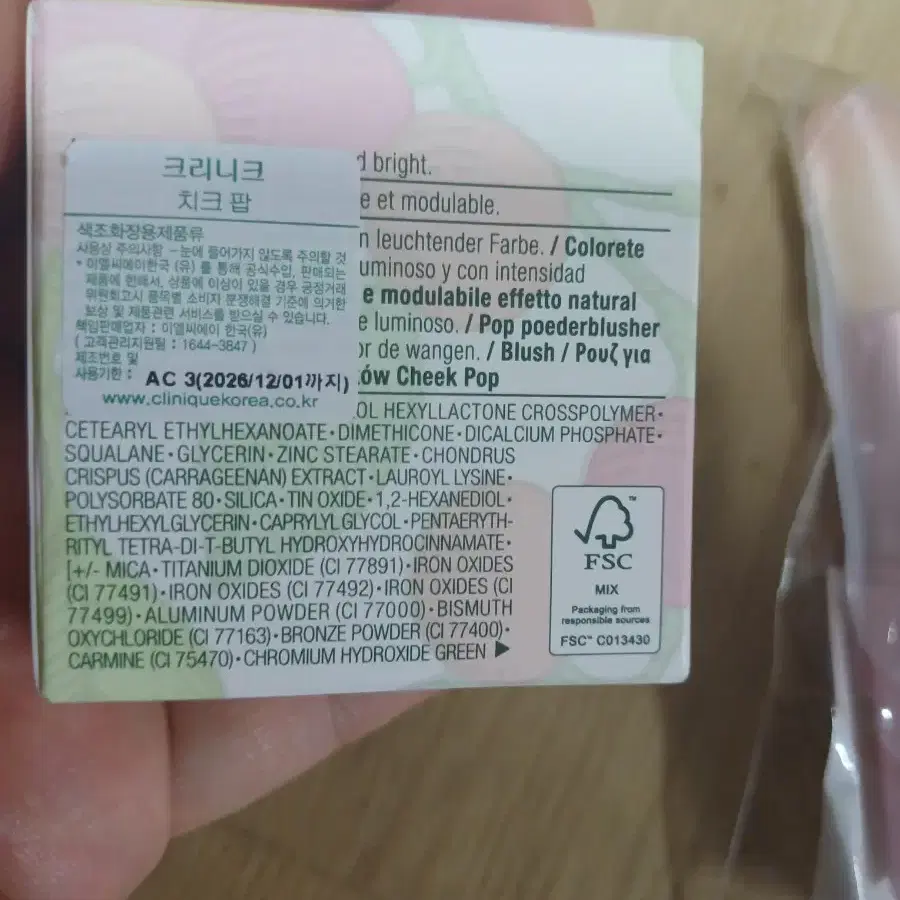 크리니크
치크 팝
색조화장용제품류
사용상 주의사항 - 눈에 들어가지 않도록 주의할 것
* 이엘씨에이한국 (유) 를 통해 공식수입, 판매되는
제품에 한해서, 상품에 이상이 있을 경우 공정거래
위원회고시 품목별 소비자 분쟁해결 기준에 의거한
보상 및 제품관련 서비스를 받으실 수 있습니다.
책임판매업자 : 이엘씨에이 한국(유)
( 고객관리지원팀 : 1644-3847 )
제조번호 및
사용기한 : AC 3(2026/12/01까지)
www.cliniquekorea.co.kr
d bright.
e et modulable.
n leuchtender Farbe. / Colorete
uminoso y con intensidad
e modulabile effetto natural
e luminoso. / Pop poederblusher
or de wangen. / Blush / Ρουζ για
ków Cheek Pop
OL HEXYLLACTONE CROSSPOLYMER•
CETEARYL ETHYLHEXANOATE•DIMETHICONE•DICALCIUM PHOSPHATE•
SQUALANE•GLYCERIN•ZINC STEARATE•CHONDRUS
CRISPUS (CARRAGEENAN) EXTRACT•LAUROYL LYSINE•
POLYSORBATE 80•SILICA•TIN OXIDE•1,2-HEXANEDIOL•
ETHYLHEXYLGLYCERIN•CAPRYLYL GLYCOL•PENTAERYTH-
RITYL TETRA-DI-T-BUTYL HYDROXYHYDROCINNAMATE•
[+/- MICA•TITANIUM DIOXIDE (CI 77891)•IRON OXIDES
(CI 77491)•IRON OXIDES (CI 77492)•IRON OXIDES (CI
77499)•ALUMINUM POWDER (CI 77000)•BISMUTH
OXYCHLORIDE (CI 77163)•BRONZE POWDER (CI 77400)•
CARMINE (CI 75470)•CHROMIUM HYDROXIDE GREEN ▶
FSC
MIX
Packaging from
responsible sources
FSC™ C013430